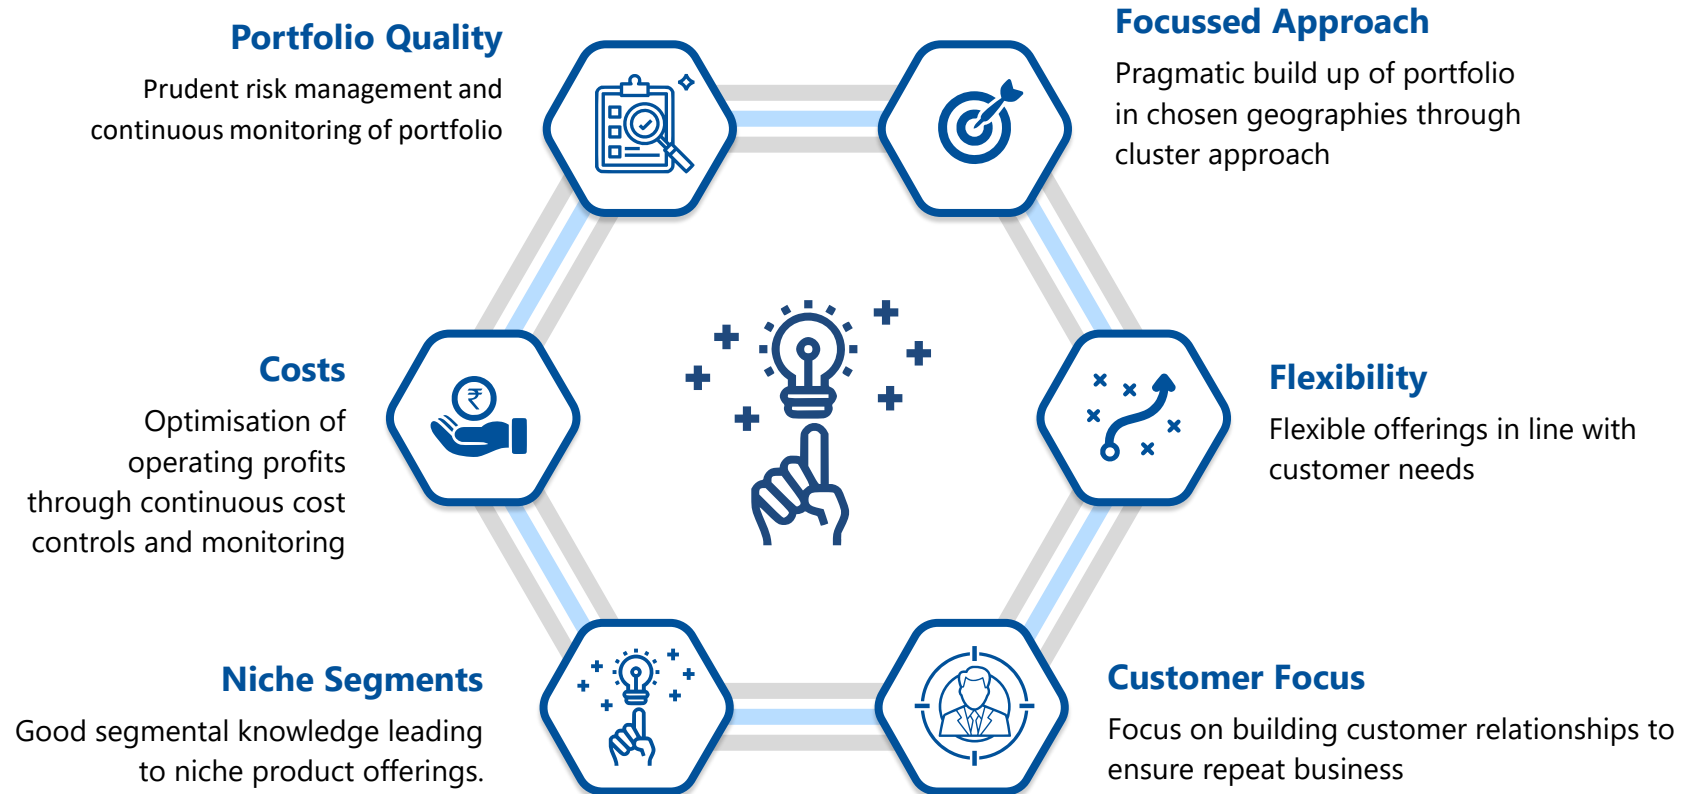 Portfolio Quality
Prudent risk management and
continuous monitoring of portfolio
Focussed Approach
Pragmatic build up of portfolio
in chosen geographies through
cluster approach
Costs
Optimisation of
operating profits
through continuous cost
controls and monitoring
₹
Flexibility
Flexible offerings in line with
customer needs
Niche Segments
Good segmental knowledge leading
to niche product offerings.
Customer Focus
Focus on building customer relationships to
ensure repeat business